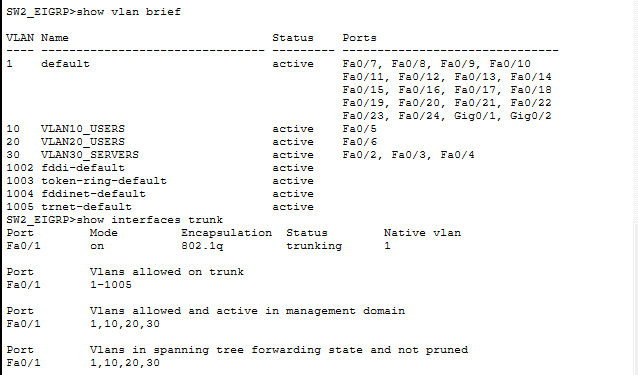 SW2_EIGRP>show vlan brief
VLAN Name                             Status    Ports
---- -------------------------------- --------- -------------------------------
1    default                          active    Fa0/7, Fa0/8, Fa0/9, Fa0/10
                                                Fa0/11, Fa0/12, Fa0/13, Fa0/14
                                                Fa0/15, Fa0/16, Fa0/17, Fa0/18
                                                Fa0/19, Fa0/20, Fa0/21, Fa0/22
                                                Fa0/23, Fa0/24, Gig0/1, Gig0/2
10   VLAN10_USERS                     active    Fa0/5
20   VLAN20_USERS                     active    Fa0/6
30   VLAN30_SERVERS                   active    Fa0/2, Fa0/3, Fa0/4
1002 fddi-default                     active
1003 token-ring-default               active
1004 fddinet-default                  active
1005 trnet-default                    active
SW2_EIGRP>show interfaces trunk
Port        Mode         Encapsulation  Status        Native vlan
Fa0/1       on           802.1q         trunking      1
Port        Vlans allowed on trunk
Fa0/1       1-1005
Port        Vlans allowed and active in management domain
Fa0/1       1,10,20,30
Port        Vlans in spanning tree forwarding state and not pruned
Fa0/1       1,10,20,30